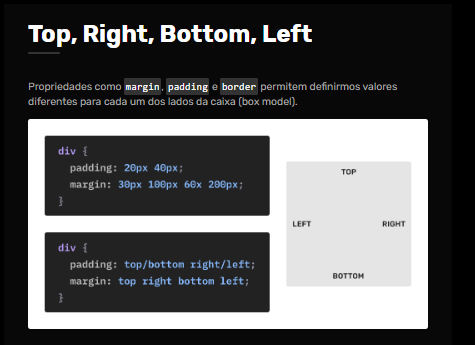 Top, Right, Bottom, Left
Propriedades como margin, padding e border permitem definirmos valores
diferentes para cada um dos lados da caixa (box model).
div {
padding: 20px 40px;
margin: 30px 100px 60x 200px;
}
div {
padding: top/bottom right/left;
margin: top right bottom left;
}
TOP
LEFT RIGHT
BOTTOM